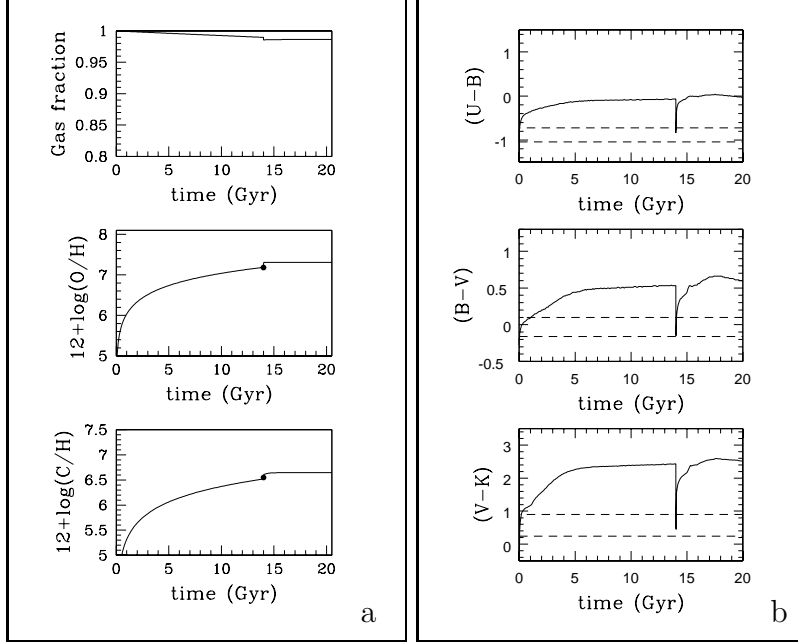 Gas fraction
1
0.95
0.9
0.85
0.8
0 5 10 15 20
time (Gyr)
12+log(O/H)
8
7
6
5
0 5 10 15 20
time (Gyr)
12+log(C/H)
7.5
7
6.5
6
5.5
5
0 5 10 15 20
time (Gyr)
a
(U−B)
1
0
-1
0 5 10 15 20
time (Gyr)
(B−V)
1
0.5
0
-0.5
0 5 10 15 20
time (Gyr)
(V−K)
3
2
1
0
0 5 10 15 20
time (Gyr)
b